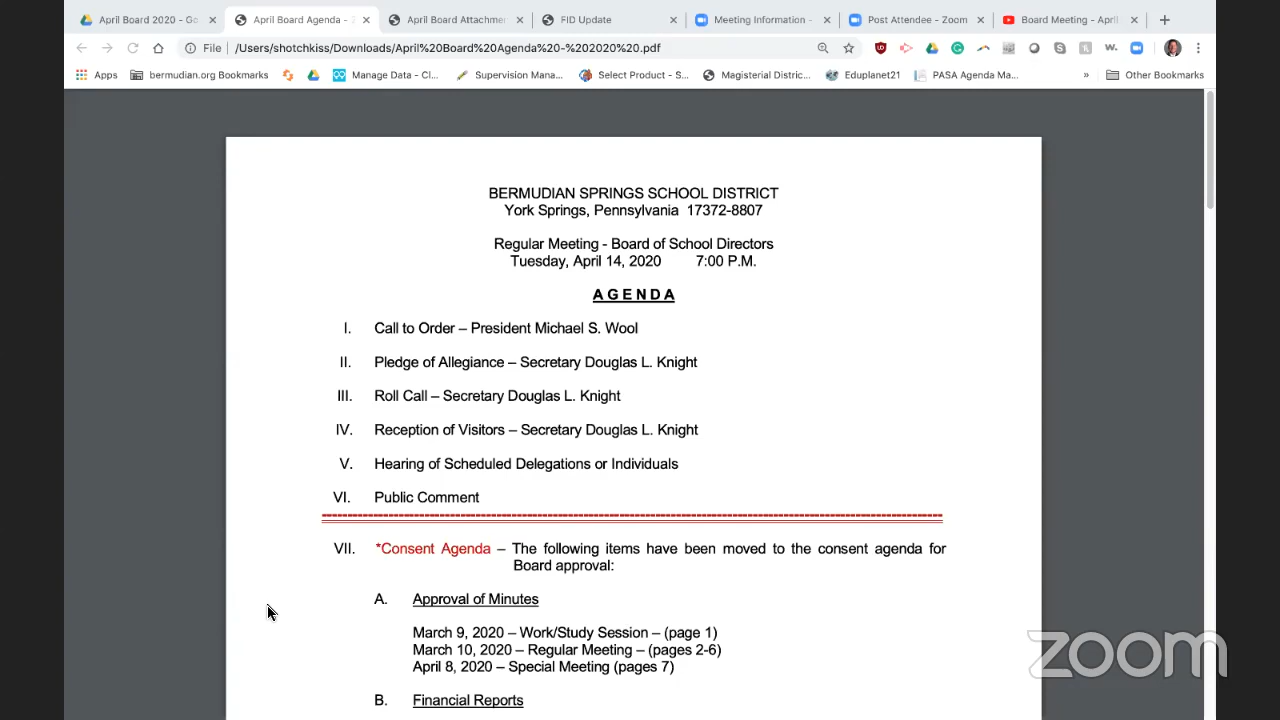 April Board 2020 - Go
April Board Agenda - 2
April Board Attachmen
FID Update
Meeting Information -
Post Attendee - Zoom
Board Meeting - April
File /Users/shotchkiss/Downloads/April%20Board%20Agenda%20-%202020%20.pdf
Apps bermudian.org Bookmarks Manage Data - Cl... Supervision Mana... Select Product - S... Magisterial Distric... Eduplanet21 PASA Agenda Ma... » Other Bookmarks
BERMUDIAN SPRINGS SCHOOL DISTRICT
York Springs, Pennsylvania 17372-8807
Regular Meeting - Board of School Directors
Tuesday, April 14, 2020 7:00 P.M.
A G E N D A
I. Call to Order – President Michael S. Wool
II. Pledge of Allegiance – Secretary Douglas L. Knight
III. Roll Call – Secretary Douglas L. Knight
IV. Reception of Visitors – Secretary Douglas L. Knight
V. Hearing of Scheduled Delegations or Individuals
VI. Public Comment
VII. *Consent Agenda – The following items have been moved to the consent agenda for
Board approval:
A. Approval of Minutes
March 9, 2020 – Work/Study Session – (page 1)
March 10, 2020 – Regular Meeting – (pages 2-6)
April 8, 2020 – Special Meeting (pages 7)
B. Financial Reports
zoom